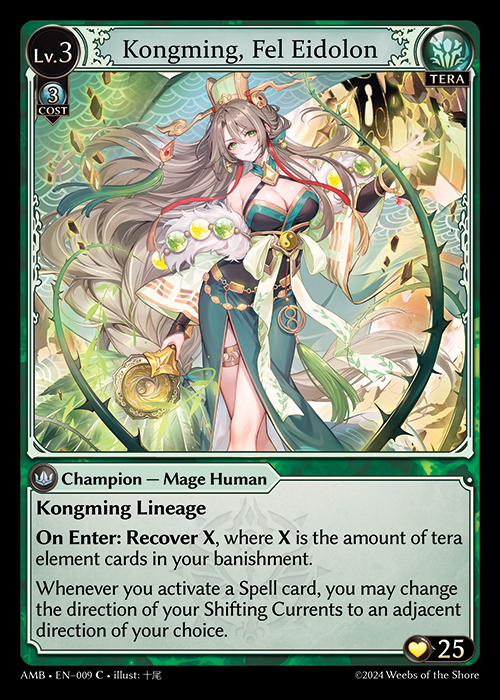 Lv.3
Kongming, Fel Eidolon
TERA
3
COST
Champion — Mage Human
Kongming Lineage
On Enter: Recover X, where X is the amount of tera
element cards in your banishment.
Whenever you activate a Spell card, you may change
the direction of your Shifting Currents to an adjacent
direction of your choice.
25
AMB • EN-009 C • illust: 十尾
©2024 Weebs of the Shore